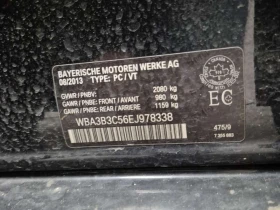 BAYERISCHE MOTOREN WERKE AG
08/2013 TYPE: PC / VT
GVWR / PNBV: 2080 kg
GAWR / PNBE: FRONT / AVANT 980 kg
GAWR / PNBE: REAR / ARRIERE 1159 kg
WBA3B3C56EJ978338
EC
475/9